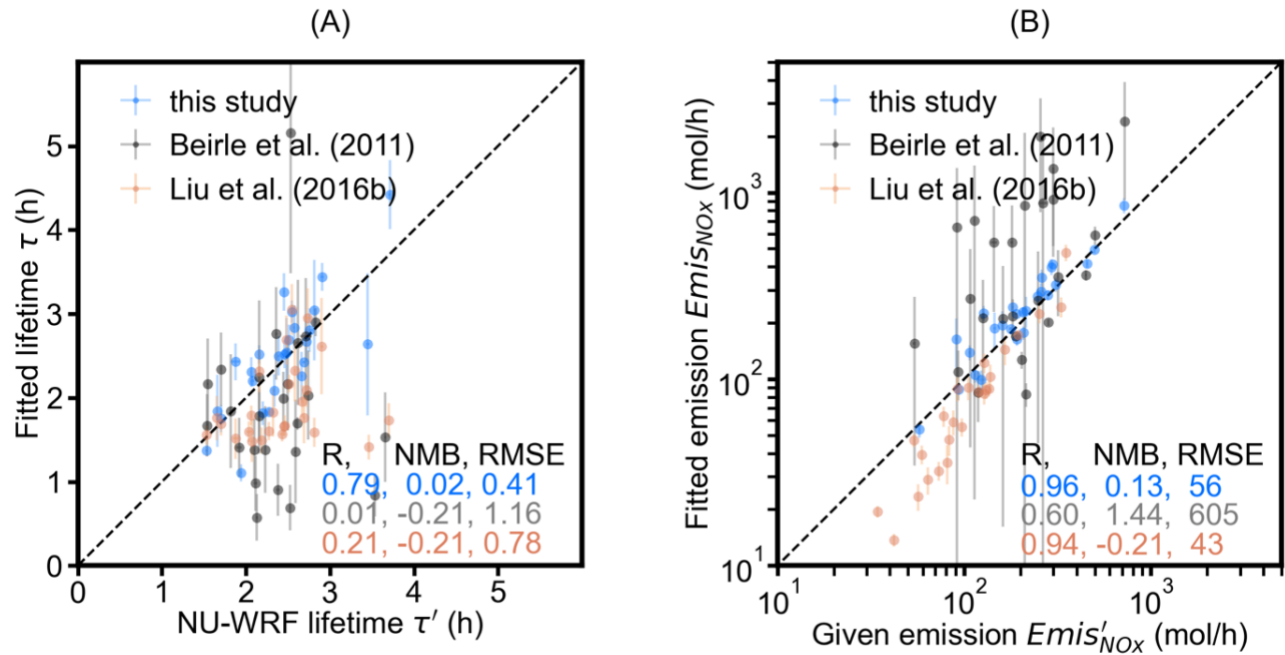 (A)
this study
Beirle et al. (2011)
Liu et al. (2016b)
Fitted lifetime τ (h)
5
4
3
2
1
0
R, NMB, RMSE
0.79, 0.02, 0.41
0.01, -0.21, 1.16
0.21, -0.21, 0.78
0 1 2 3 4 5
NU-WRF lifetime τ′ (h)
(B)
this study
Beirle et al. (2011)
Liu et al. (2016b)
Fitted emission Emis_NOx (mol/h)
10³
10²
10¹
R, NMB, RMSE
0.96, 0.13, 56
0.60, 1.44, 605
0.94, -0.21, 43
10¹ 10² 10³
Given emission Emis′_NOx (mol/h)